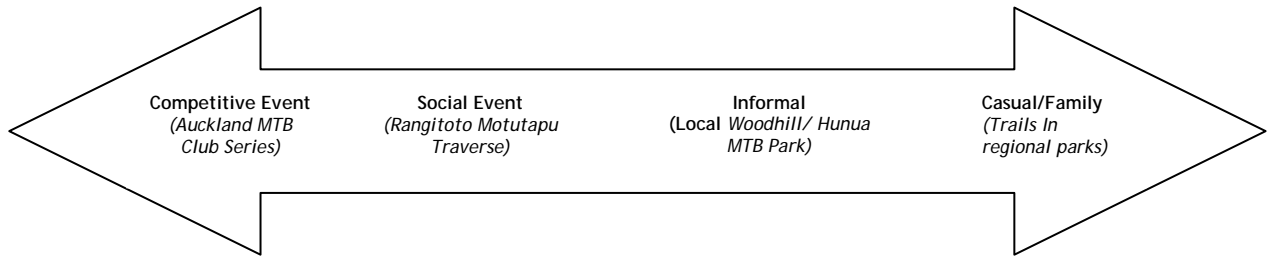 Competitive Event
(Auckland MTB
Club Series)
Social Event
(Rangitoto Motutapu
Traverse)
Informal
(Local Woodhill/ Hunua
MTB Park)
Casual/Family
(Trails In
regional parks)